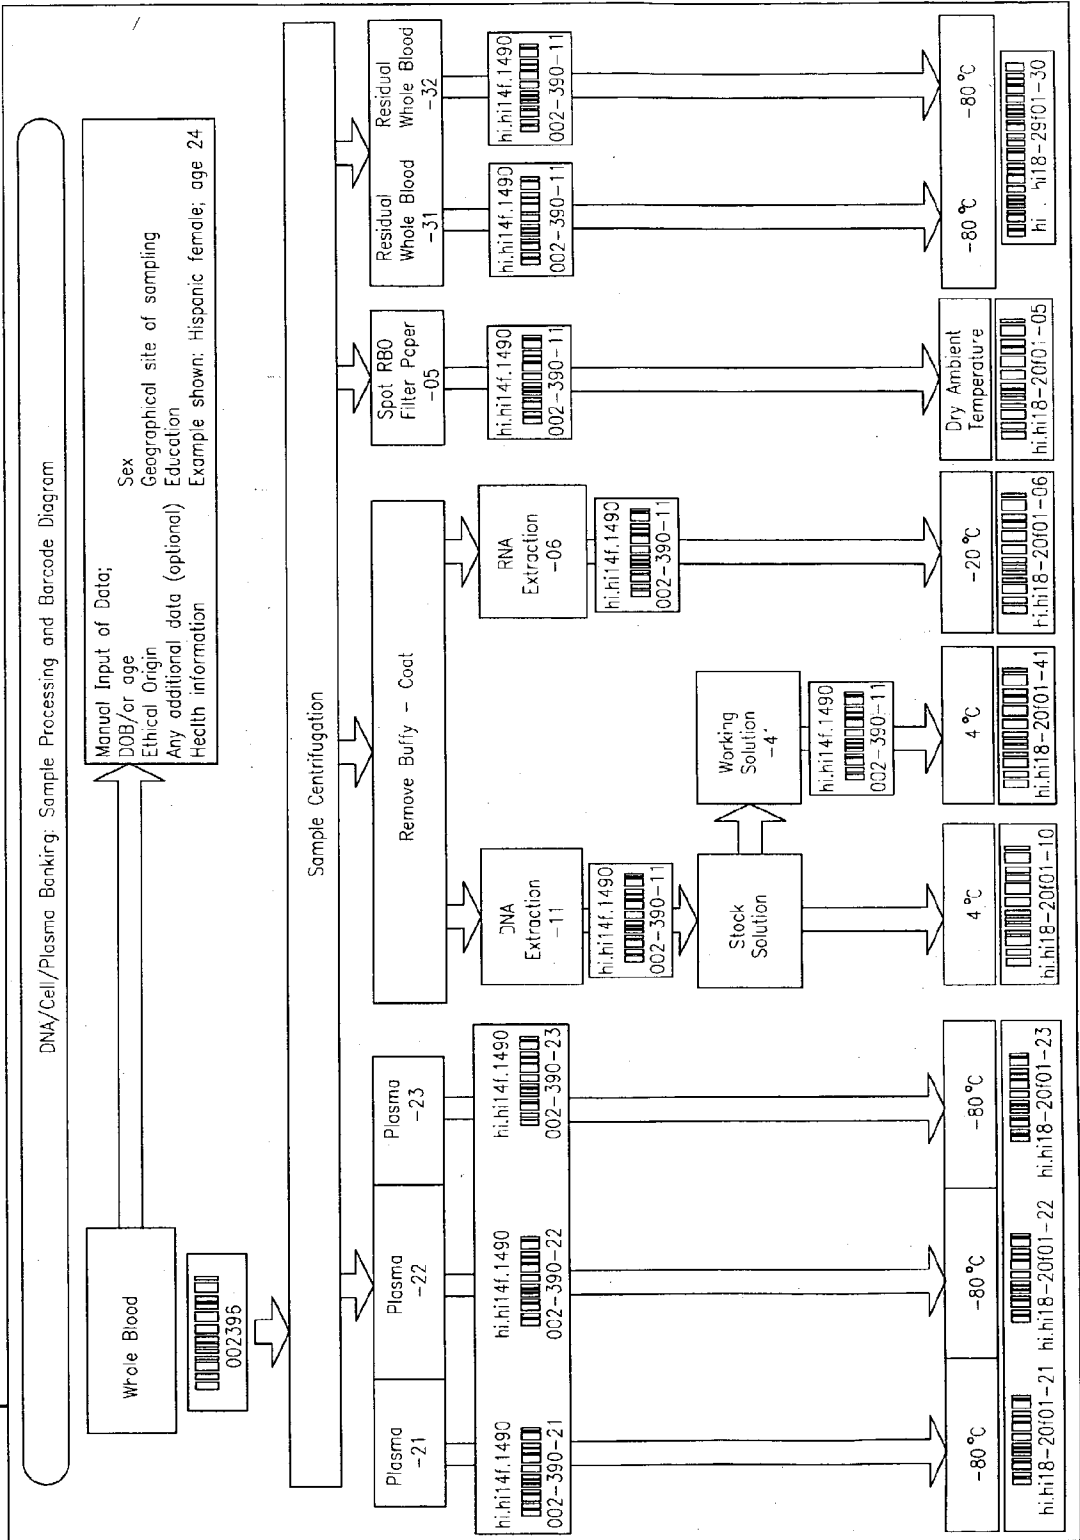 DNA/Cell/Plasma Banking: Sample Processing and Barcode Diagram
Whole Blood
002396
Manual Input of Data;
DOB/or age
Ethical Origin
Any additional data (optional)
Health information
Sex
Geographical site of sampling
Education
Example shown: Hispanic female; age 24
Sample Centrifugation
Plasma
-21
Plasma
-22
Plasma
-23
Remove Buffy - Coat
Spot RBO
Filter Paper
-05
Residual
Whole Blood
-31
Residual
Whole Blood
-32
hi.hi14f.1490
002-390-21
hi.hi14f.1490
002-390-22
hi.hi14f.1490
002-390-23
DNA
Extraction
-11
RNA
Extraction
-06
hi.hi14f.1490
002-390-11
hi.hi14f.1490
002-390-11
hi.hi14f.1490
002-390-11
hi.hi14f.1490
002-390-11
hi.hi14f.1490
002-390-11
Stock
Solution
Working
Solution
hi.hi14f.1490
002-390-11
-80°C
-80°C
-80°C
4°C
4°C
-20°C
Dry Ambient
Temperature
-80°C
-80°C
hi.hi18-20f01-21
hi.hi18-20f01-22
hi.hi18-20f01-23
hi.hi18-20f01-10
hi.hi18-20f01-41
hi.hi18-20f01-06
hi.hi18-20f01-05
hi . hi18-29f01-30